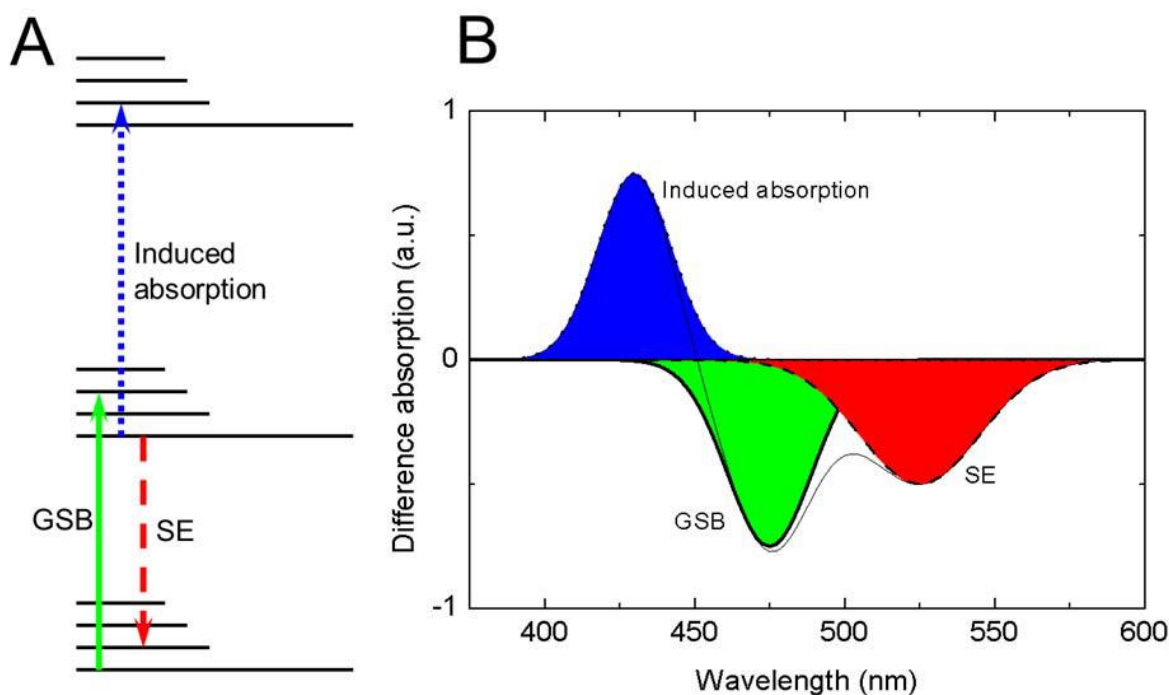 A
Induced
absorption
GSB
SE
B
1
0
-1
Difference absorption (a.u.)
Induced absorption
GSB
SE
400
450
500
550
600
Wavelength (nm)